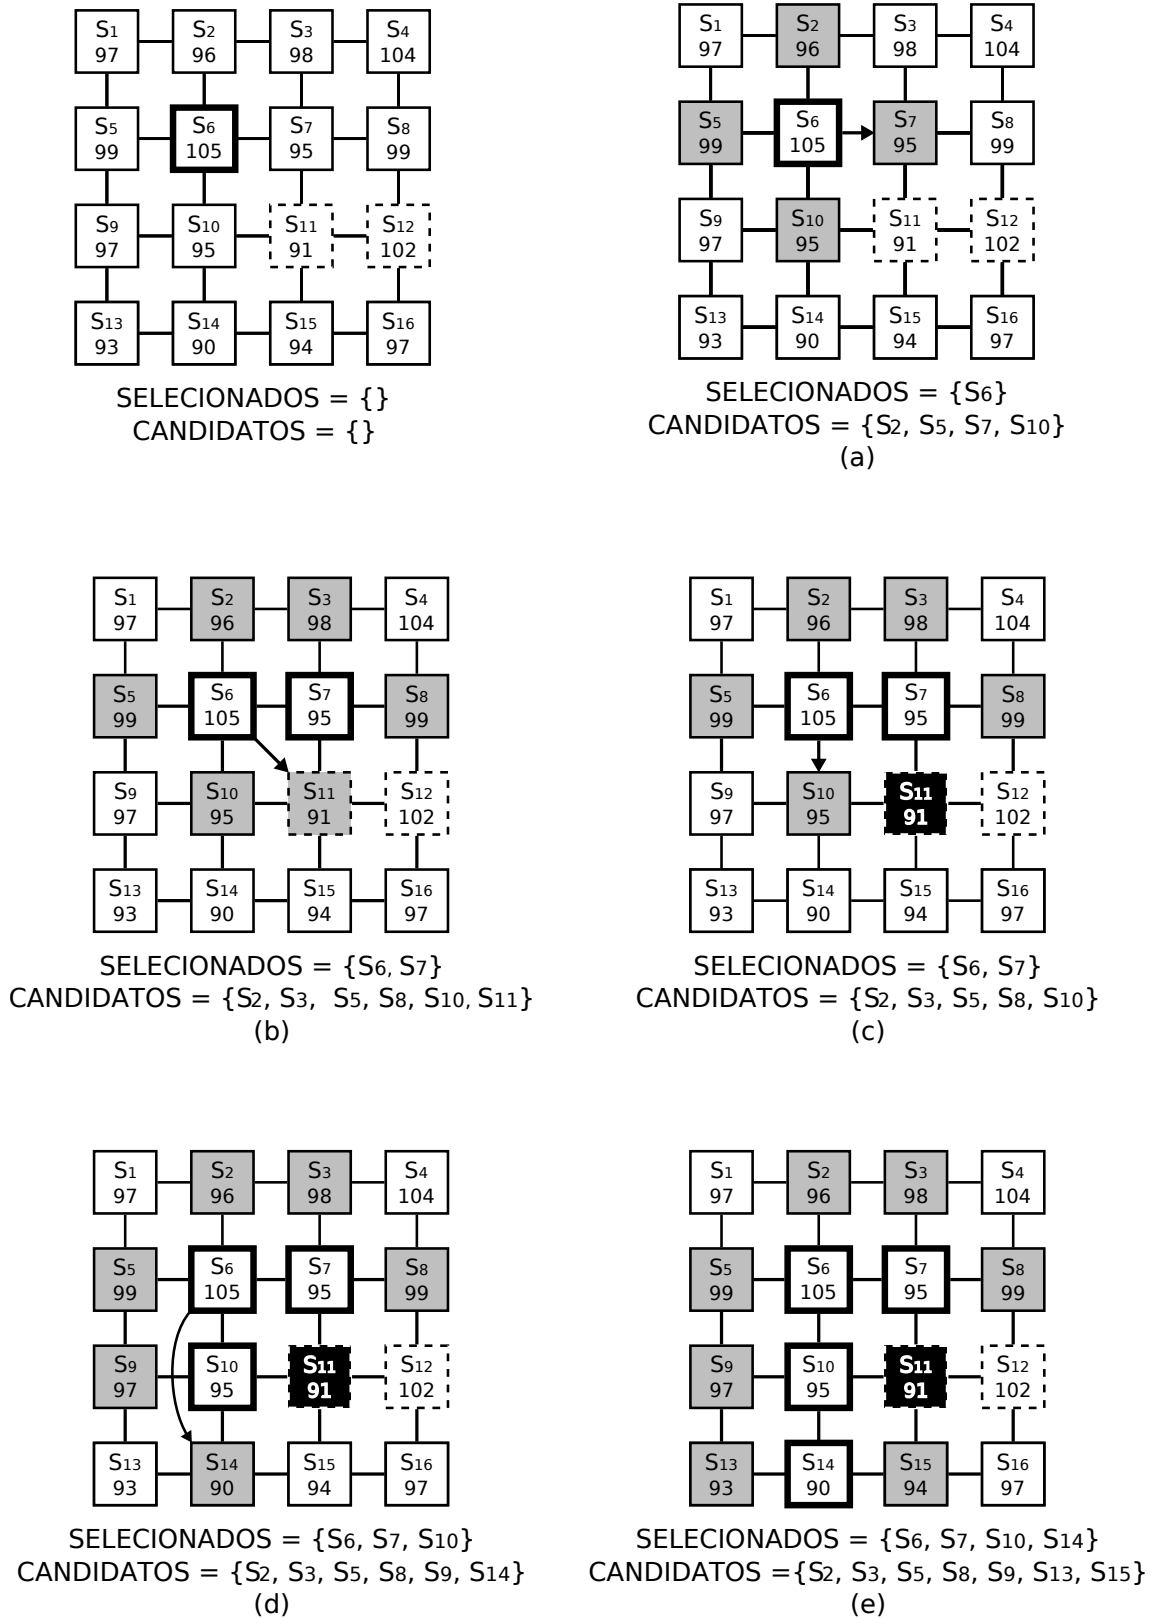 S1 S2 S3 S4
97 96 98 104
S5 S6 S7 S8
99 105 95 99
S9 S10 S11 S12
97 95 91 102
S13 S14 S15 S16
93 90 94 97
SELECIONADOS = {}
CANDIDATOS = {}
S1 S2 S3 S4
97 96 98 104
S5 S6 S7 S8
99 105 95 99
S9 S10 S11 S12
97 95 91 102
S13 S14 S15 S16
93 90 94 97
SELECIONADOS = {S6}
CANDIDATOS = {S2, S5, S7, S10}
(a)
S1 S2 S3 S4
97 96 98 104
S5 S6 S7 S8
99 105 95 99
S9 S10 S11 S12
97 95 91 102
S13 S14 S15 S16
93 90 94 97
SELECIONADOS = {S6, S7}
CANDIDATOS = {S2, S3, S5, S8, S10, S11}
(b)
S1 S2 S3 S4
97 96 98 104
S5 S6 S7 S8
99 105 95 99
S9 S10 S11 S12
97 95 91 102
S13 S14 S15 S16
93 90 94 97
SELECIONADOS = {S6, S7}
CANDIDATOS = {S2, S3, S5, S8, S10}
(c)
S1 S2 S3 S4
97 96 98 104
S5 S6 S7 S8
99 105 95 99
S9 S10 S11 S12
97 95 91 102
S13 S14 S15 S16
93 90 94 97
SELECIONADOS = {S6, S7, S10}
CANDIDATOS = {S2, S3, S5, S8, S9, S14}
(d)
S1 S2 S3 S4
97 96 98 104
S5 S6 S7 S8
99 105 95 99
S9 S10 S11 S12
97 95 91 102
S13 S14 S15 S16
93 90 94 97
SELECIONADOS = {S6, S7, S10, S14}
CANDIDATOS ={S2, S3, S5, S8, S9, S13, S15}
(e)